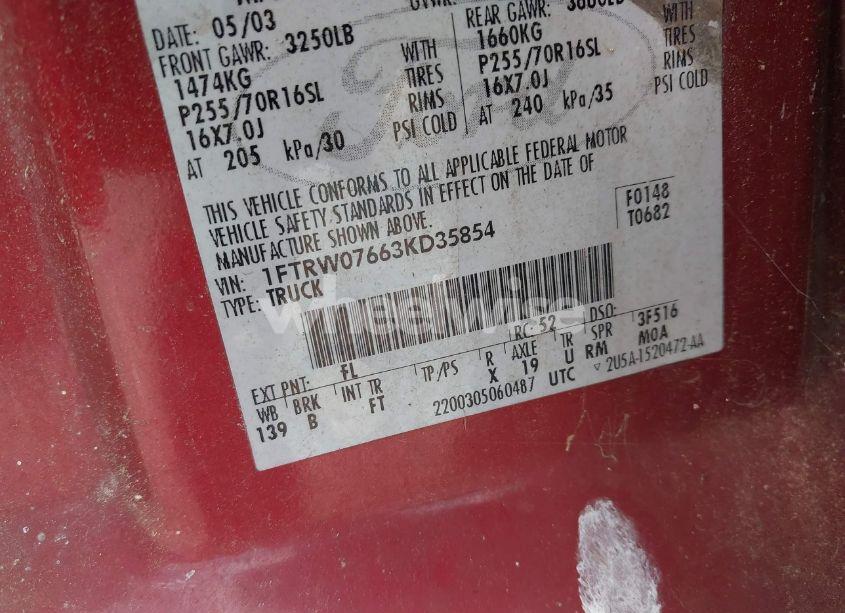 DATE: 05/03
FRONT GAWR: 3250LB
1474KG WITH
P255/70R16SL TIRES
16X7.0J RIMS
AT 205 kPa/30 PSI COLD
REAR GAWR:
1660KG WITH
P255/70R16SL TIRES
16X7.0J RIMS
AT 240 kPa/35 PSI COLD
Ford
THIS VEHICLE CONFORMS TO ALL APPLICABLE FEDERAL MOTOR
VEHICLE SAFETY STANDARDS IN EFFECT ON THE DATE OF
MANUFACTURE SHOWN ABOVE.
F0148
T0682
VIN: 1FTRW07663KD35854
TYPE: TRUCK
wheelwise
EXT PNT: FL RC: 52 DSO: 3F516
WB BRK INT TR TP/PS R AXLE TR SPR M0A
139 B FT X 19 U RM
2200305060487 UTC ▽ 2U5A-1520472-AA